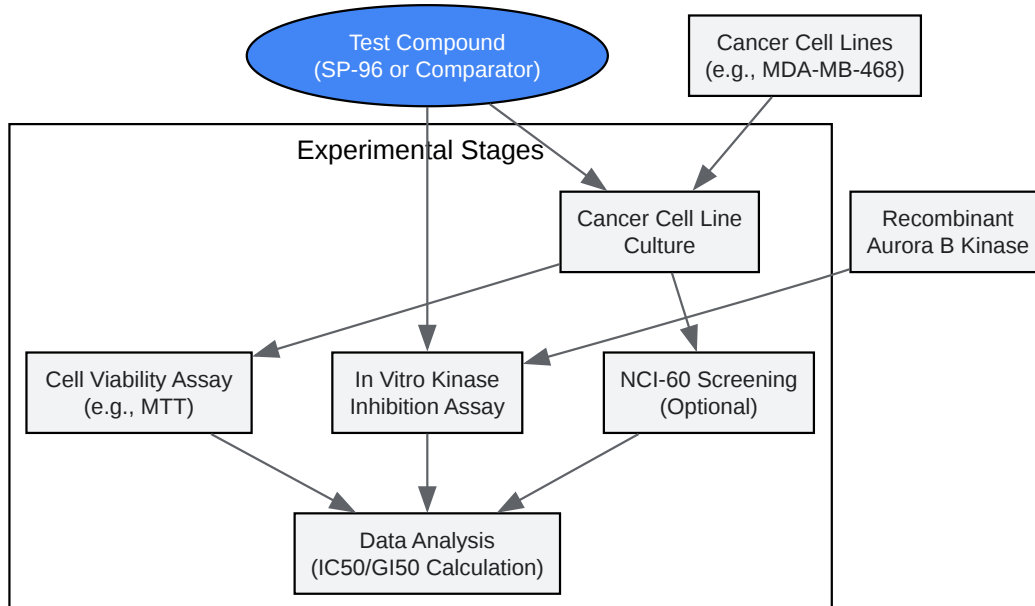 Test Compound
(SP-96 or Comparator)
Cancer Cell Lines
(e.g., MDA-MB-468)
Experimental Stages
Cancer Cell Line
Culture
Recombinant
Aurora B Kinase
Cell Viability Assay
(e.g., MTT)
In Vitro Kinase
Inhibition Assay
NCI-60 Screening
(Optional)
Data Analysis
(IC50/GI50 Calculation)